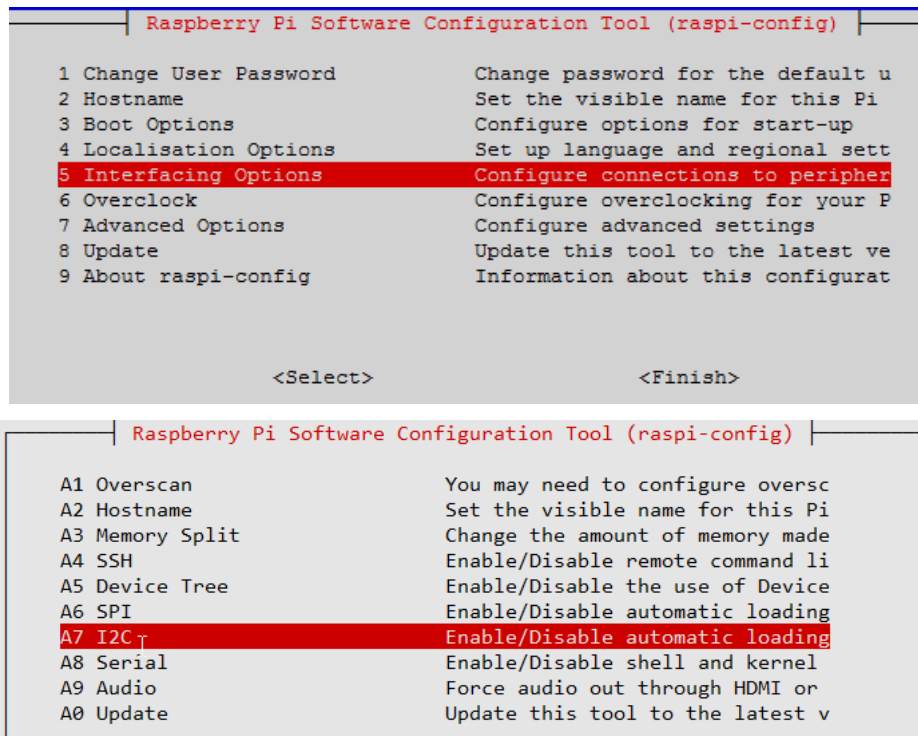 Raspberry Pi Software Configuration Tool (raspi-config)
1 Change User Password Change password for the default u
2 Hostname Set the visible name for this Pi
3 Boot Options Configure options for start-up
4 Localisation Options Set up language and regional sett
5 Interfacing Options Configure connections to peripher
6 Overclock Configure overclocking for your P
7 Advanced Options Configure advanced settings
8 Update Update this tool to the latest ve
9 About raspi-config Information about this configurat
<Select> <Finish>
Raspberry Pi Software Configuration Tool (raspi-config)
A1 Overscan You may need to configure oversc
A2 Hostname Set the visible name for this Pi
A3 Memory Split Change the amount of memory made
A4 SSH Enable/Disable remote command li
A5 Device Tree Enable/Disable the use of Device
A6 SPI Enable/Disable automatic loading
A7 I2C Enable/Disable automatic loading
A8 Serial Enable/Disable shell and kernel
A9 Audio Force audio out through HDMI or
A0 Update Update this tool to the latest v